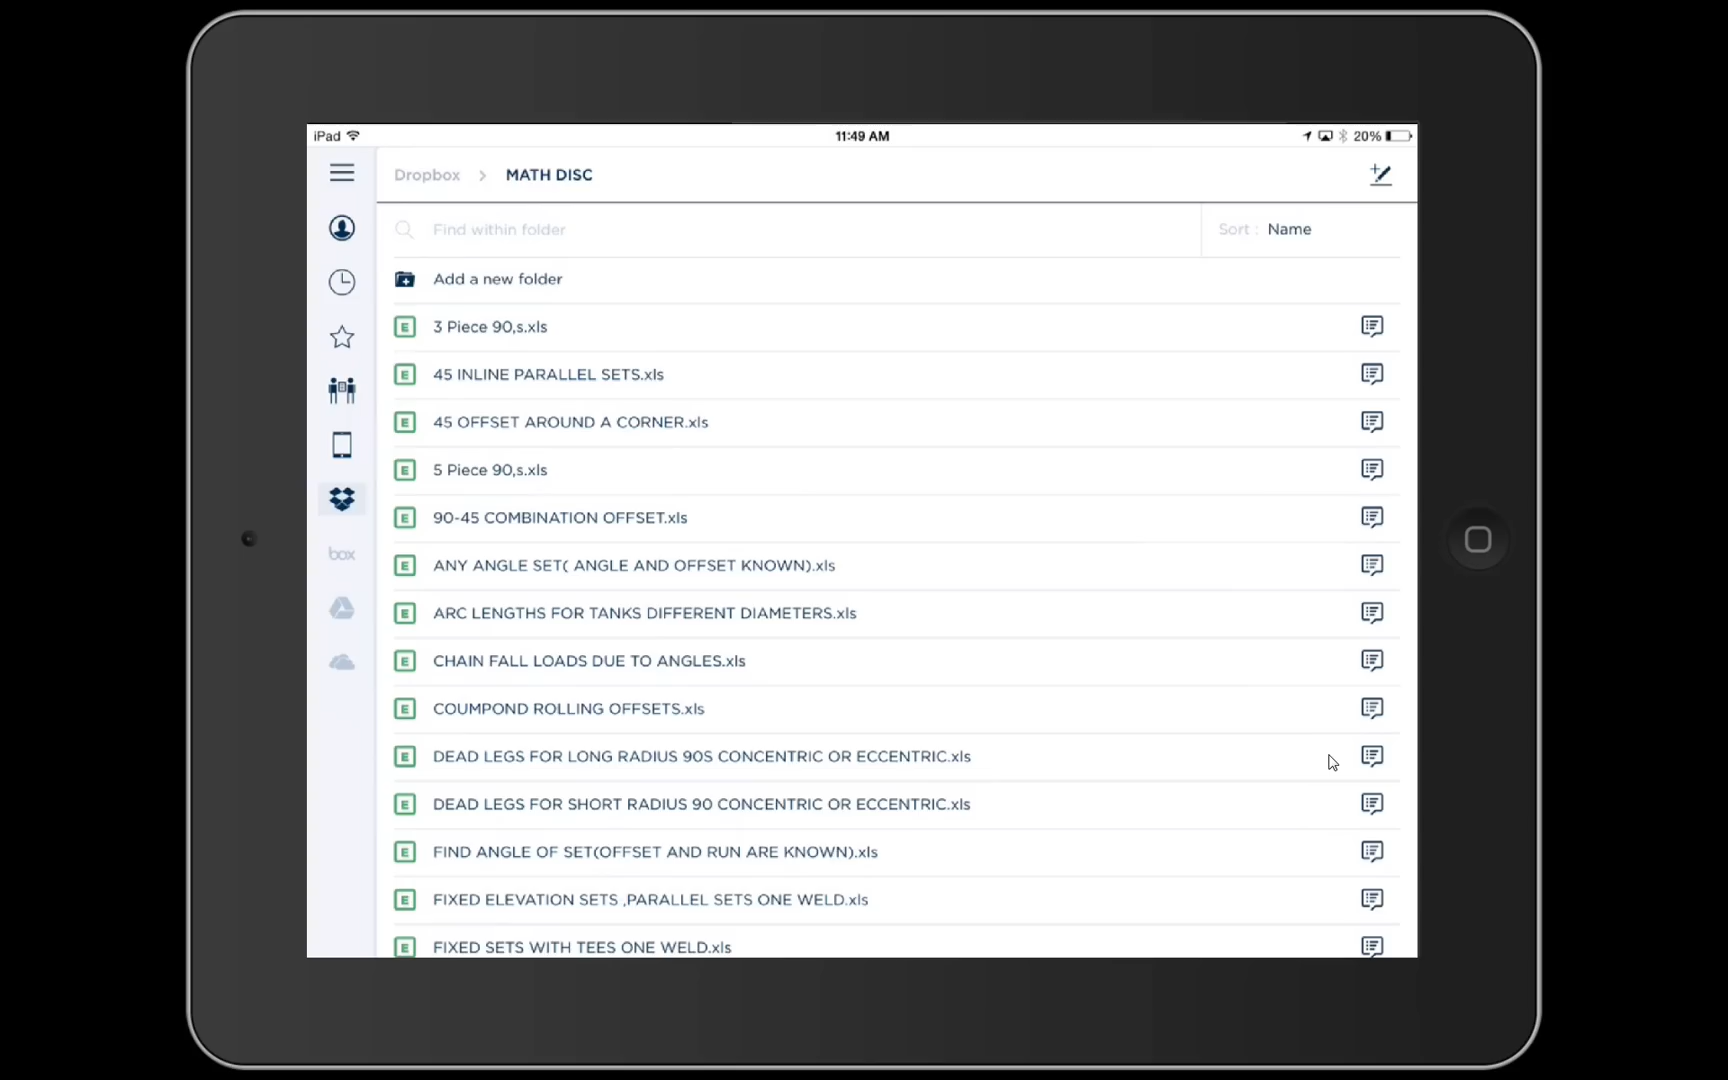 iPad 11:49 AM 20%
Dropbox > MATH DISC
Find within folder Sort : Name
Add a new folder
E 3 Piece 90,s.xls
E 45 INLINE PARALLEL SETS.xls
E 45 OFFSET AROUND A CORNER.xls
E 5 Piece 90,s.xls
E 90-45 COMBINATION OFFSET.xls
box
E ANY ANGLE SET( ANGLE AND OFFSET KNOWN).xls
E ARC LENGTHS FOR TANKS DIFFERENT DIAMETERS.xls
E CHAIN FALL LOADS DUE TO ANGLES.xls
E COUMPOND ROLLING OFFSETS.xls
E DEAD LEGS FOR LONG RADIUS 90S CONCENTRIC OR ECCENTRIC.xls
E DEAD LEGS FOR SHORT RADIUS 90 CONCENTRIC OR ECCENTRIC.xls
E FIND ANGLE OF SET(OFFSET AND RUN ARE KNOWN).xls
E FIXED ELEVATION SETS ,PARALLEL SETS ONE WELD.xls
E FIXED SETS WITH TEES ONE WELD.xls